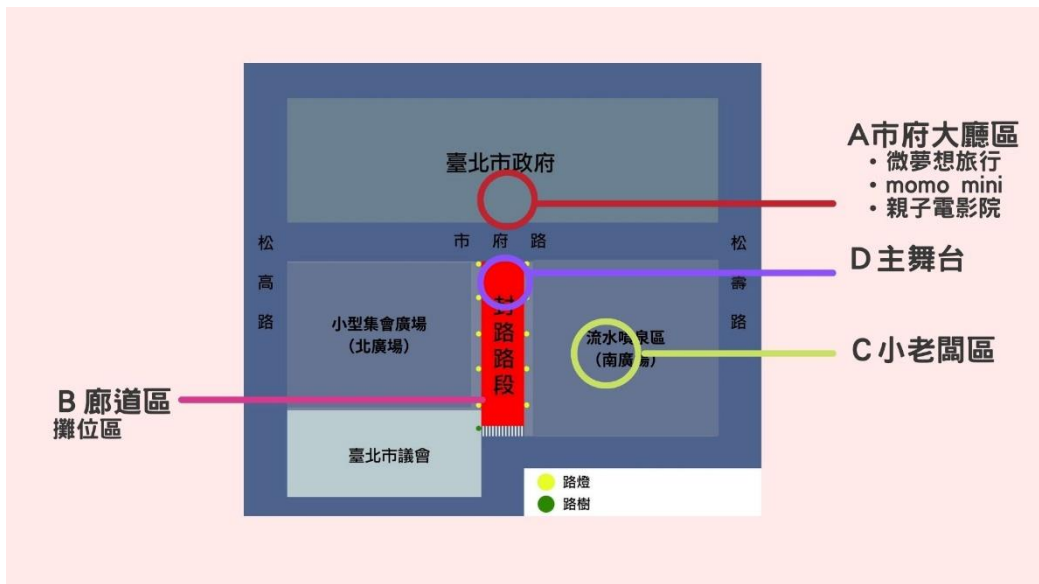 臺北市政府
市府路
松高路
松壽路
小型集會廣場
(北廣場)
封路路段
流水噴泉區
(南廣場)
臺北市議會
路燈
路樹
A市府大廳區
・微夢想旅行
・momo mini
・親子電影院
D主舞台
C小老闆區
B 廊道區
攤位區